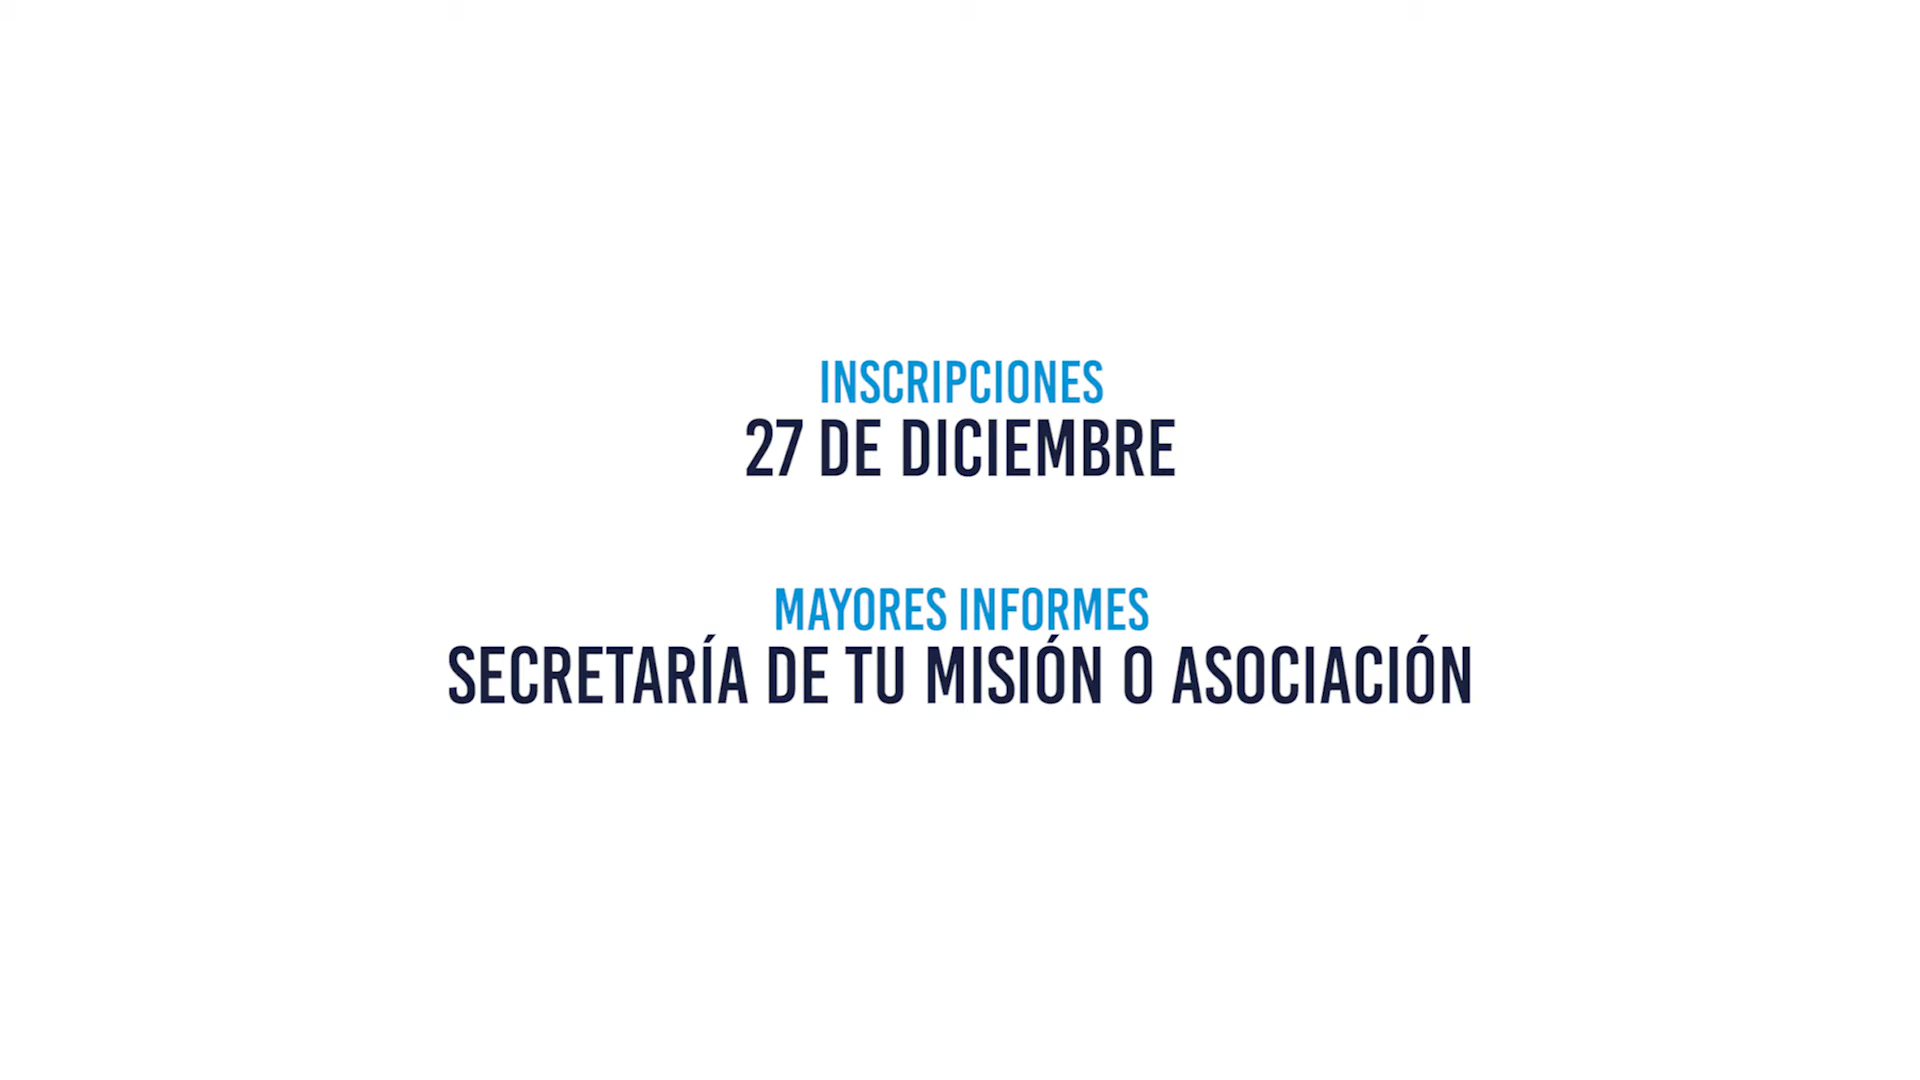 INSCRIPCIONES
27 DE DICIEMBRE
MAYORES INFORMES
SECRETARÍA DE TU MISIÓN O ASOCIACIÓN